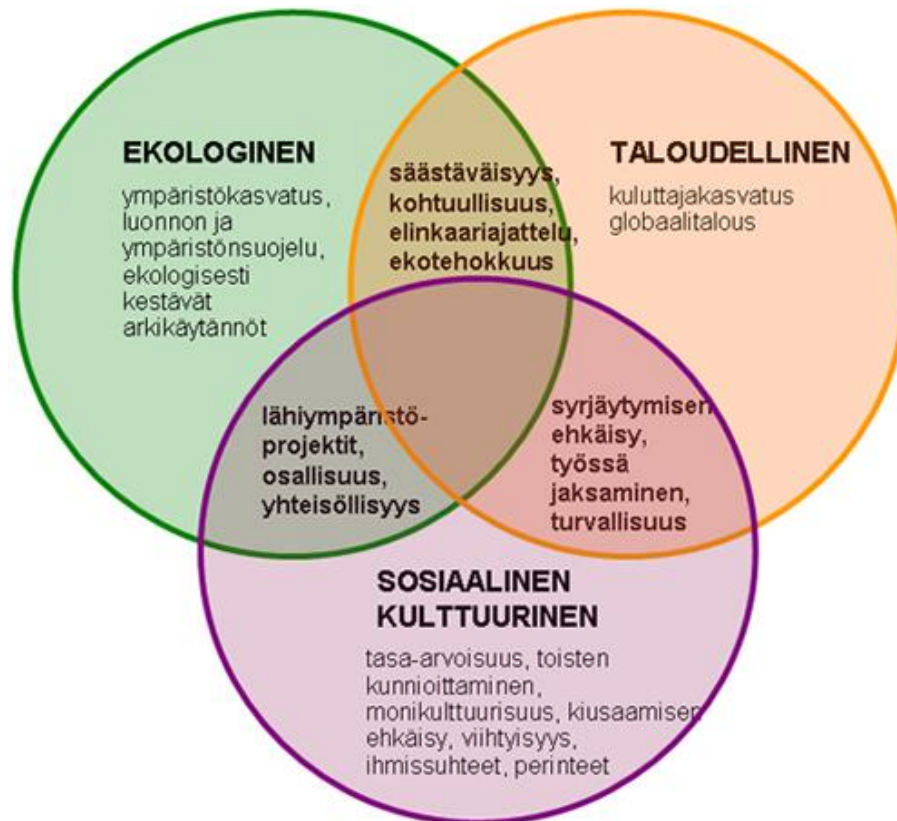 EKOLOGINEN
ympäristökasvatus,
luonnon ja
ympäristönsuojelu,
ekologisesti
kestävät
arkikäytännöt
säästäväisyys,
kohtuullisuus,
elinkaariajattelu,
ekotehokkuus
TALOUDELLINEN
kuluttajakasvatus
globaalitalous
lähiympäristö-
projektit,
osallisuus,
yhteisöllisyys
syrjäytymisen
ehkäisy,
työssä
jaksaminen,
turvallisuus
SOSIAALINEN
KULTTUURINEN
tasa-arvoisuus, toisten
kunnioittaminen,
monikulttuurisuus, kiusaamisen
ehkäisy, viihtyisyys,
ihmissuhteet, perinteet